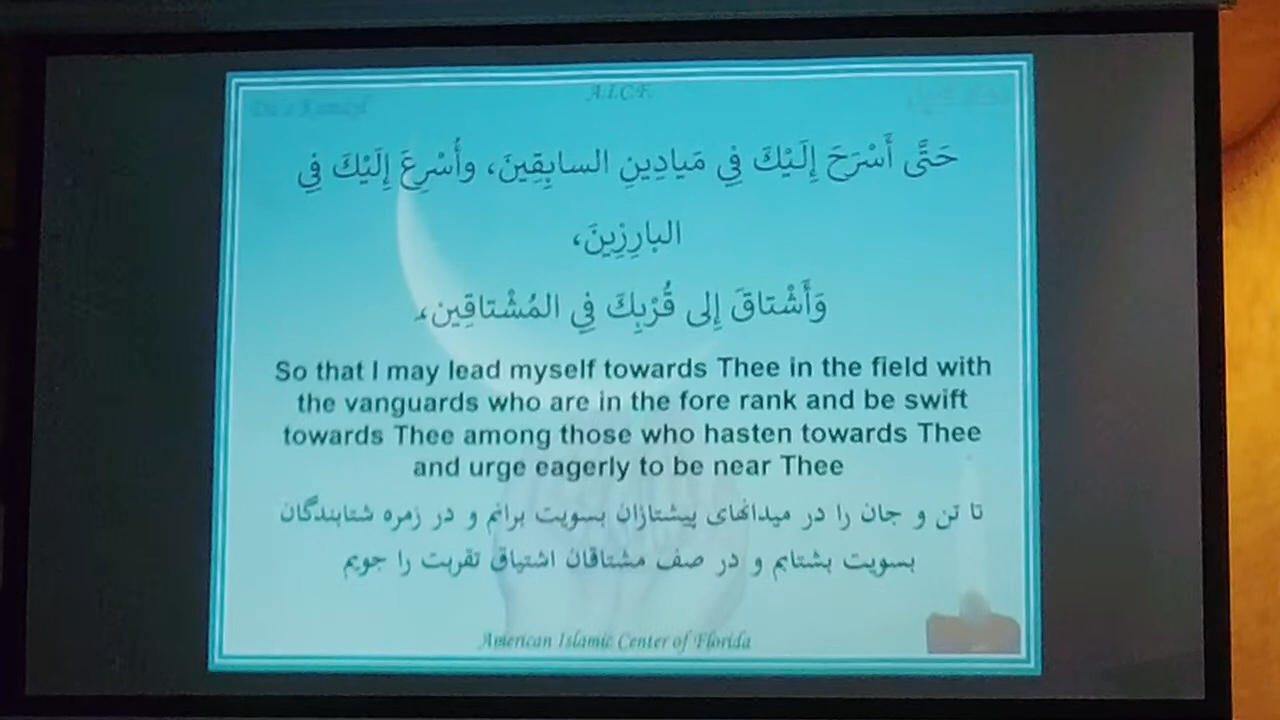 A.I.C.F.
Du'a Kumayl
حَتَّى أَسْرَحَ إِلَيْكَ فِي مَيادِينِ السابِقِينَ، وأُسْرِعَ إِلَيْكَ فِي
البارِزِينَ،
وَأَشْتاقَ إِلى قُرْبِكَ فِي المُشْتاقِين،
So that I may lead myself towards Thee in the field with
the vanguards who are in the fore rank and be swift
towards Thee among those who hasten towards Thee
and urge eagerly to be near Thee
تا تن و جان را در میدانهای پیشتازان بسویت برانم و در زمره شتابندگان
بسویت بشتابم و در صف مشتاقان اشتیاق تقربت را جویم
American Islamic Center of Florida